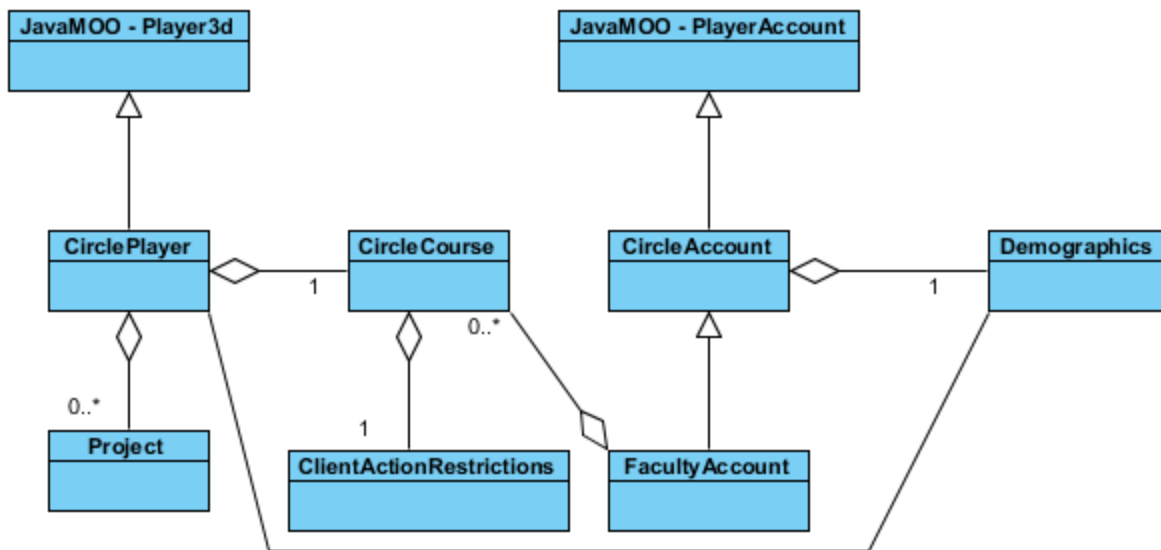 JavaMOO - Player3d
JavaMOO - PlayerAccount
CirclePlayer
CircleCourse
CircleAccount
Demographics
1
1
0..*
0..*
1
Project
ClientActionRestrictions
FacultyAccount